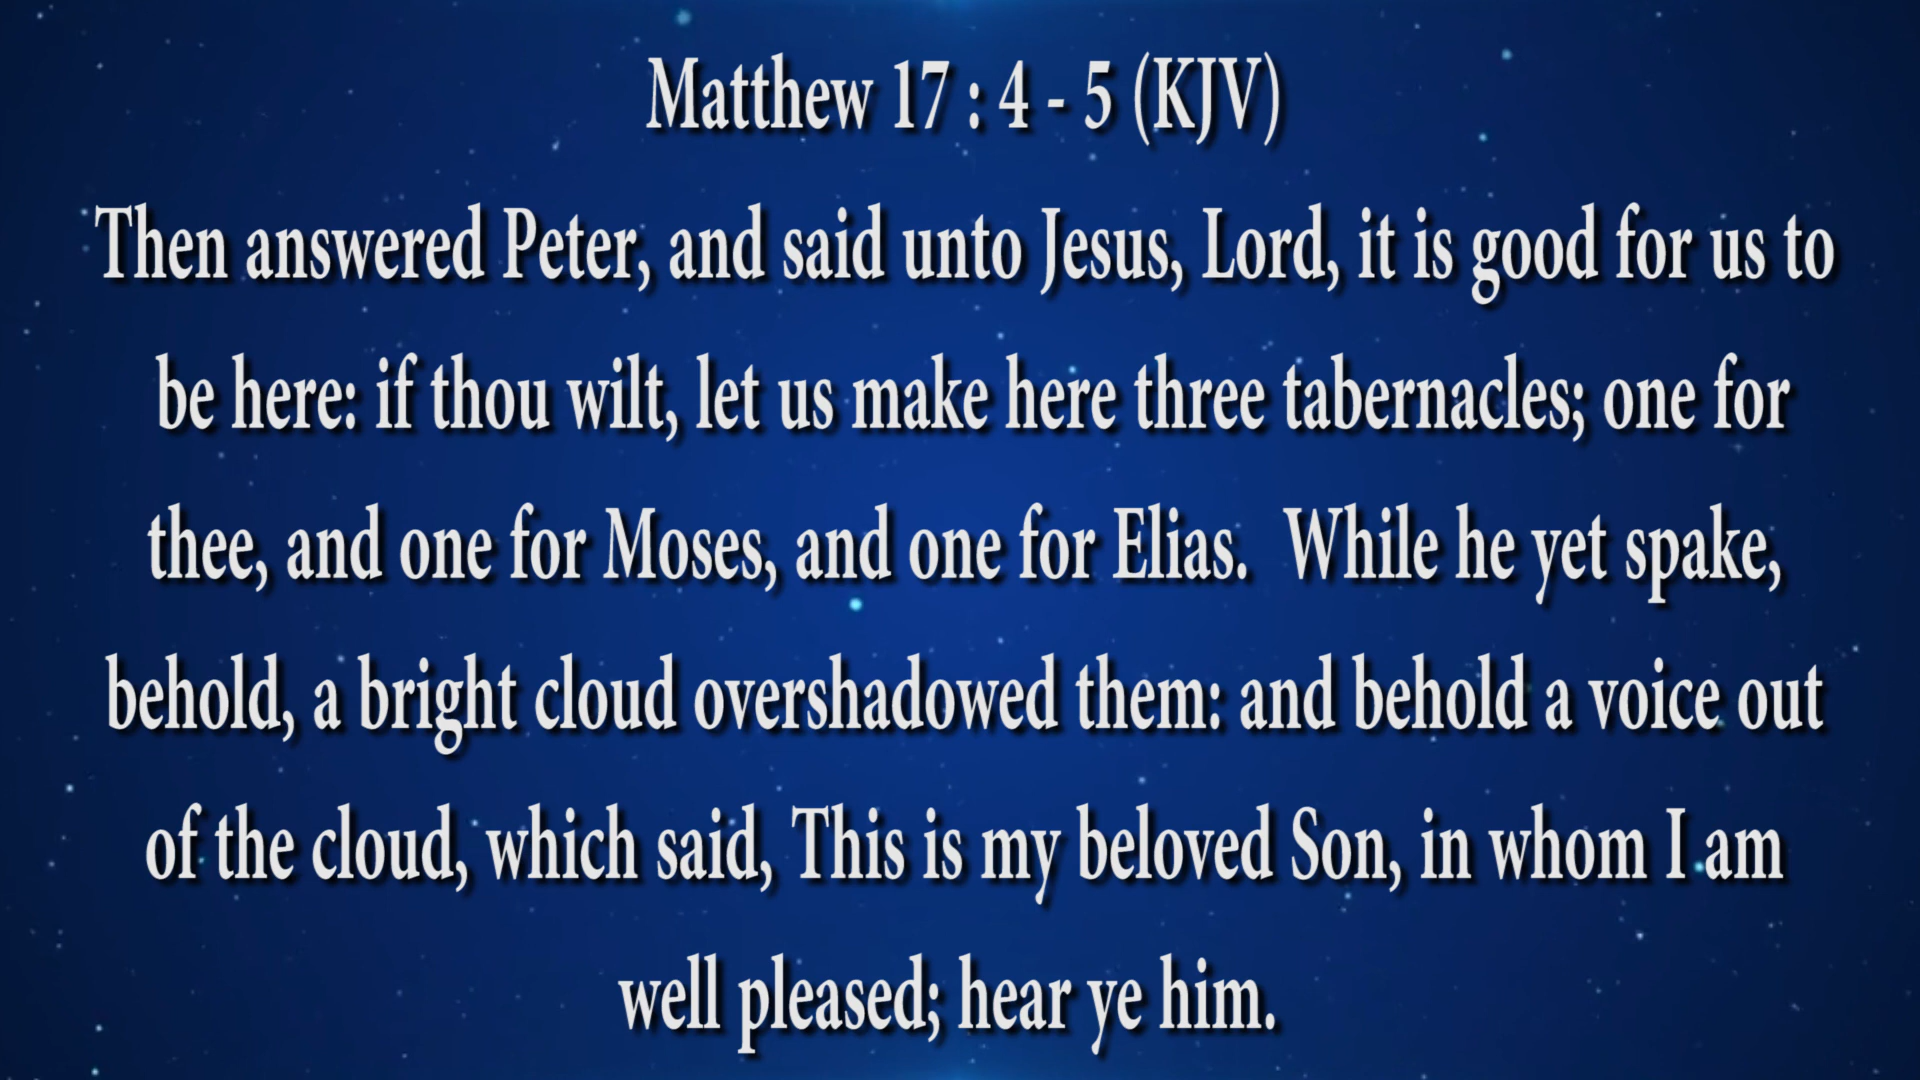 Matthew 17 : 4 - 5 (KJV)
Then answered Peter, and said unto Jesus, Lord, it is good for us to
be here: if thou wilt, let us make here three tabernacles; one for
thee, and one for Moses, and one for Elias.  While he yet spake,
behold, a bright cloud overshadowed them: and behold a voice out
of the cloud, which said, This is my beloved Son, in whom I am
well pleased; hear ye him.